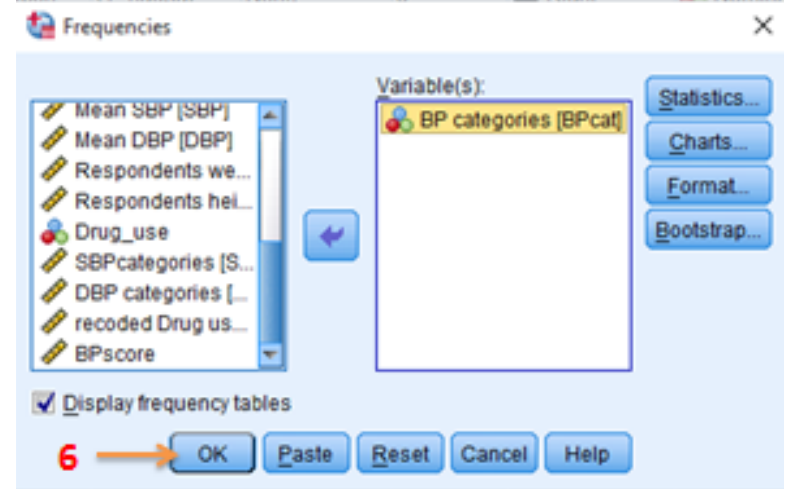 Frequencies
Variable(s):
Mean SBP [SBP]
Mean DBP [DBP]
Respondents we...
Respondents hei...
Drug_use
SBPcategories [S...
DBP categories [...
recoded Drug us...
BPscore
BP categories [BPcat]
Statistics...
Charts...
Format...
Bootstrap...
Display frequency tables
6
OK Paste Reset Cancel Help